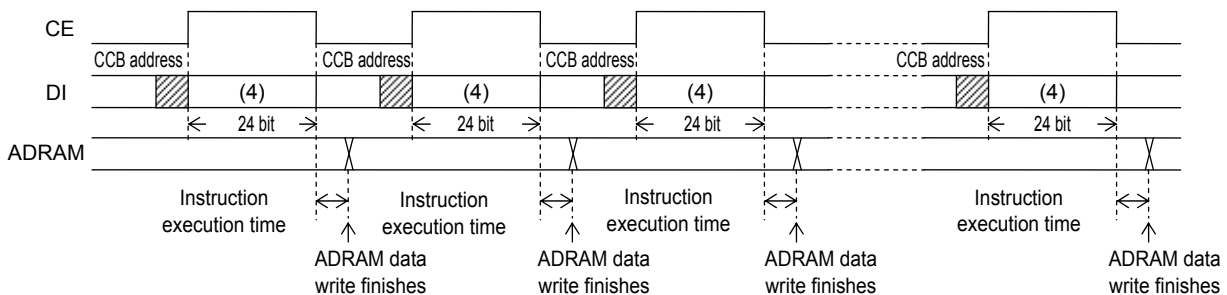 CE
CCB address CCB address CCB address CCB address
DI (4) (4) (4) (4)
24 bit 24 bit 24 bit 24 bit
ADRAM
Instruction Instruction Instruction Instruction
execution time execution time execution time execution time
ADRAM data ADRAM data ADRAM data ADRAM data
write finishes write finishes write finishes write finishes